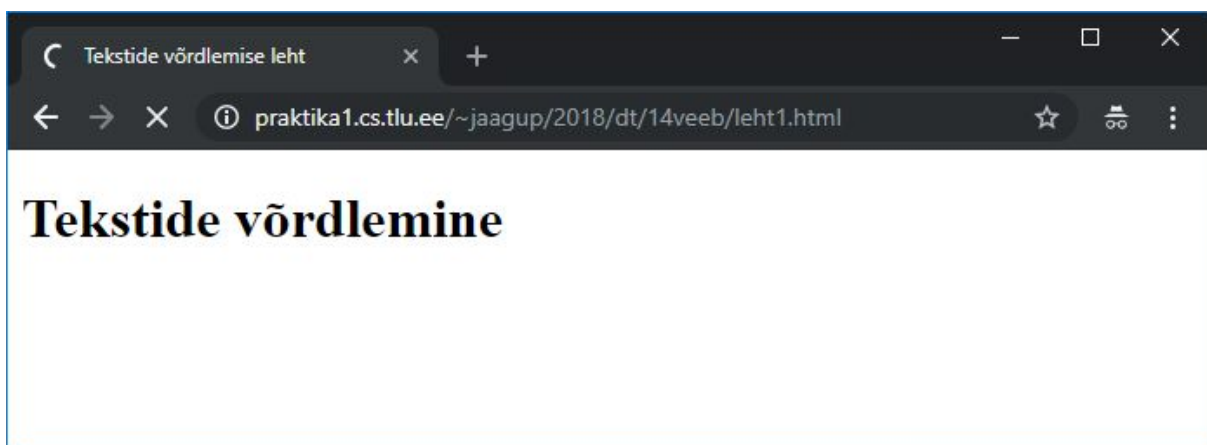 Tekstide võrdlemise leht
praktika1.cs.tlu.ee/~jaagup/2018/dt/14veeb/leht1.html
Tekstide võrdlemine